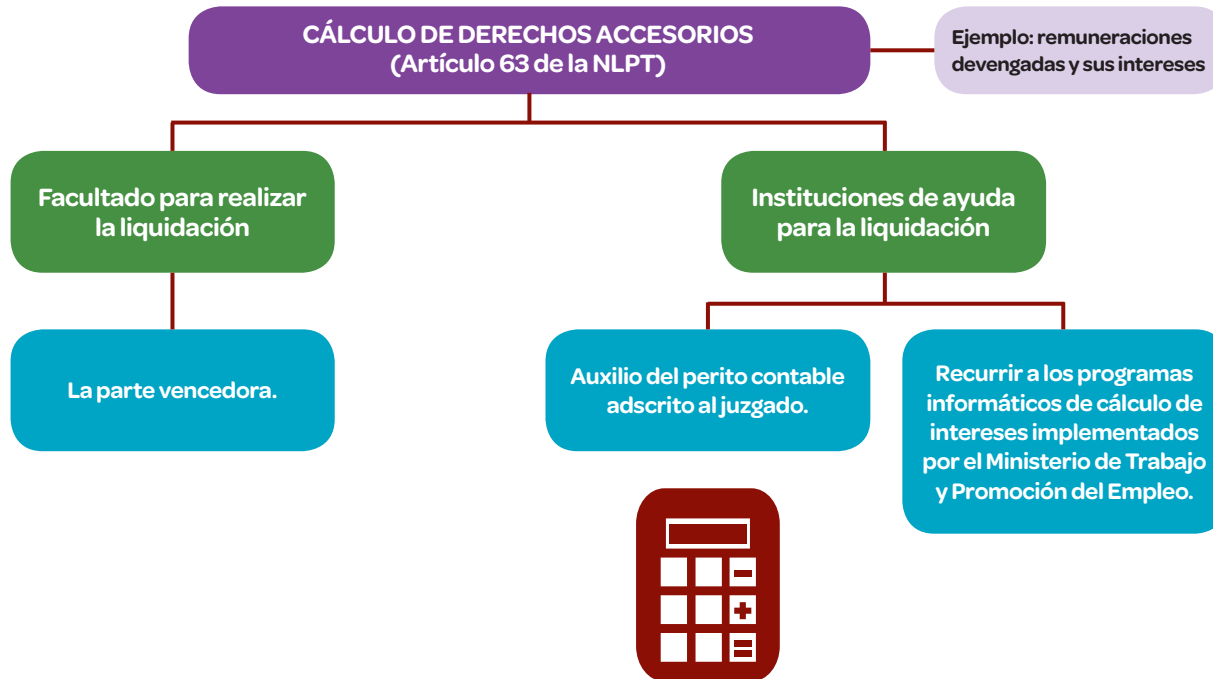 CÁLCULO DE DERECHOS ACCESORIOS
(Artículo 63 de la NLPT)
Ejemplo: remuneraciones
devengadas y sus intereses
Facultado para realizar
la liquidación
Instituciones de ayuda
para la liquidación
La parte vencedora.
Auxilio del perito contable
adscrito al juzgado.
Recurrir a los programas
informáticos de cálculo de
intereses implementados
por el Ministerio de Trabajo
y Promoción del Empleo.